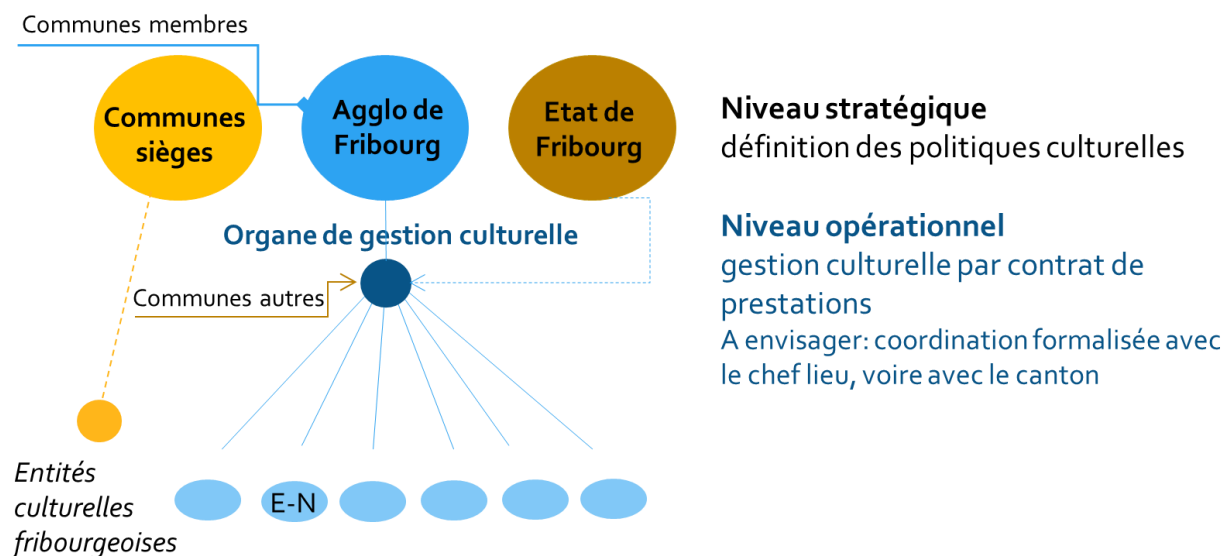 Communes membres
Communes
sièges
Agglo de
Fribourg
Etat de
Fribourg
Niveau stratégique
définition des politiques culturelles
Organe de gestion culturelle
Communes autres
Niveau opérationnel
gestion culturelle par contrat de
prestations
A envisager: coordination formalisée avec
le chef lieu, voire avec le canton
Entités
culturelles
fribourgeoises
E-N